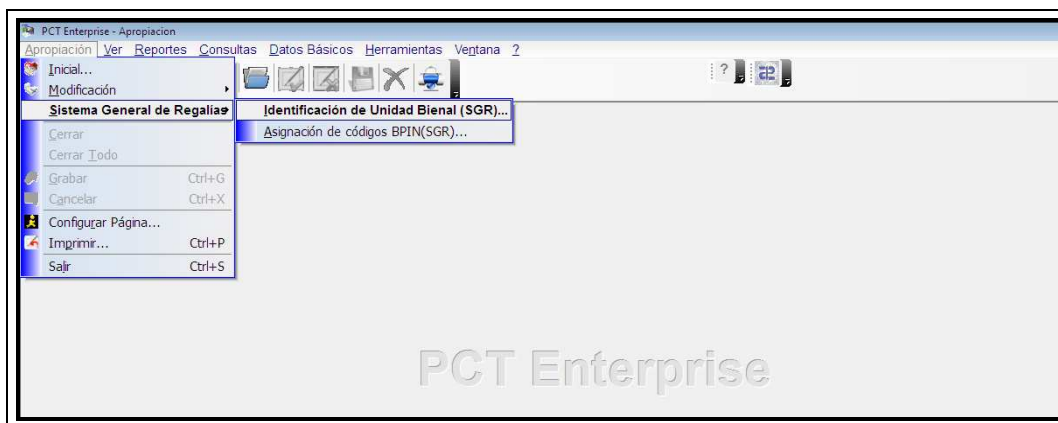 PCT Enterprise - Apropiacion
Apropiación Ver Reportes Consultas Datos Básicos Herramientas Ventana ?
Inicial...
Modificación
Sistema General de Regalías
Identificación de Unidad Bienal (SGR)...
Asignación de códigos BPIN(SGR)...
Cerrar
Cerrar Todo
Grabar Ctrl+G
Cancelar Ctrl+X
Configurar Página...
Imprimir... Ctrl+P
Salir Ctrl+S
?
PCT Enterprise